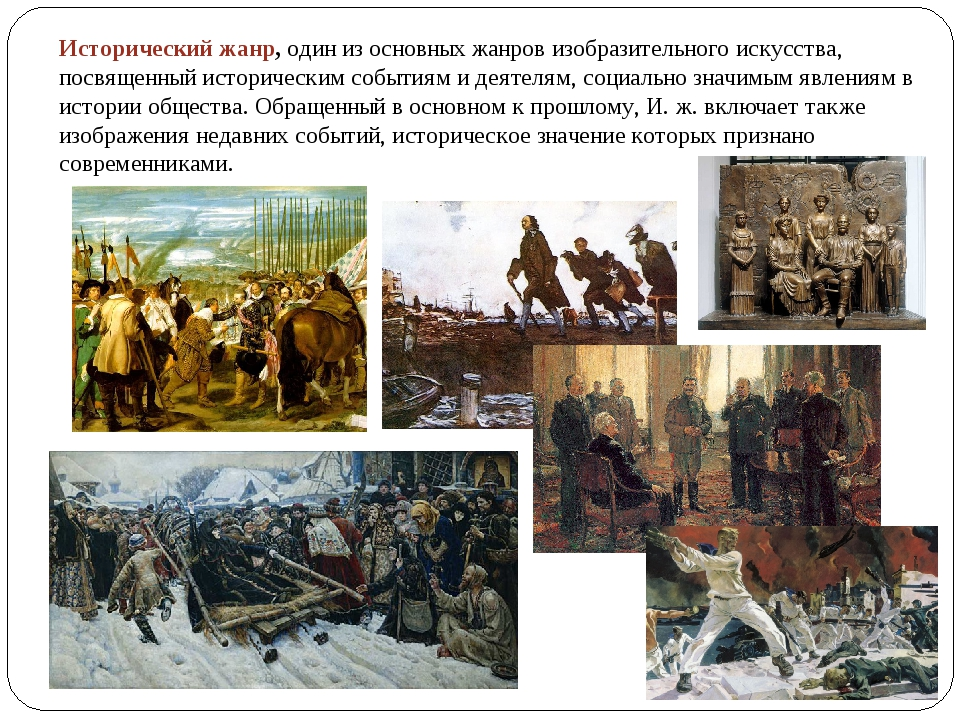 Исторический жанр, один из основных жанров изобразительного искусства,
посвященный историческим событиям и деятелям, социально значимым явлениям в
истории общества. Обращенный в основном к прошлому, И. ж. включает также
изображения недавних событий, историческое значение которых признано
современниками.